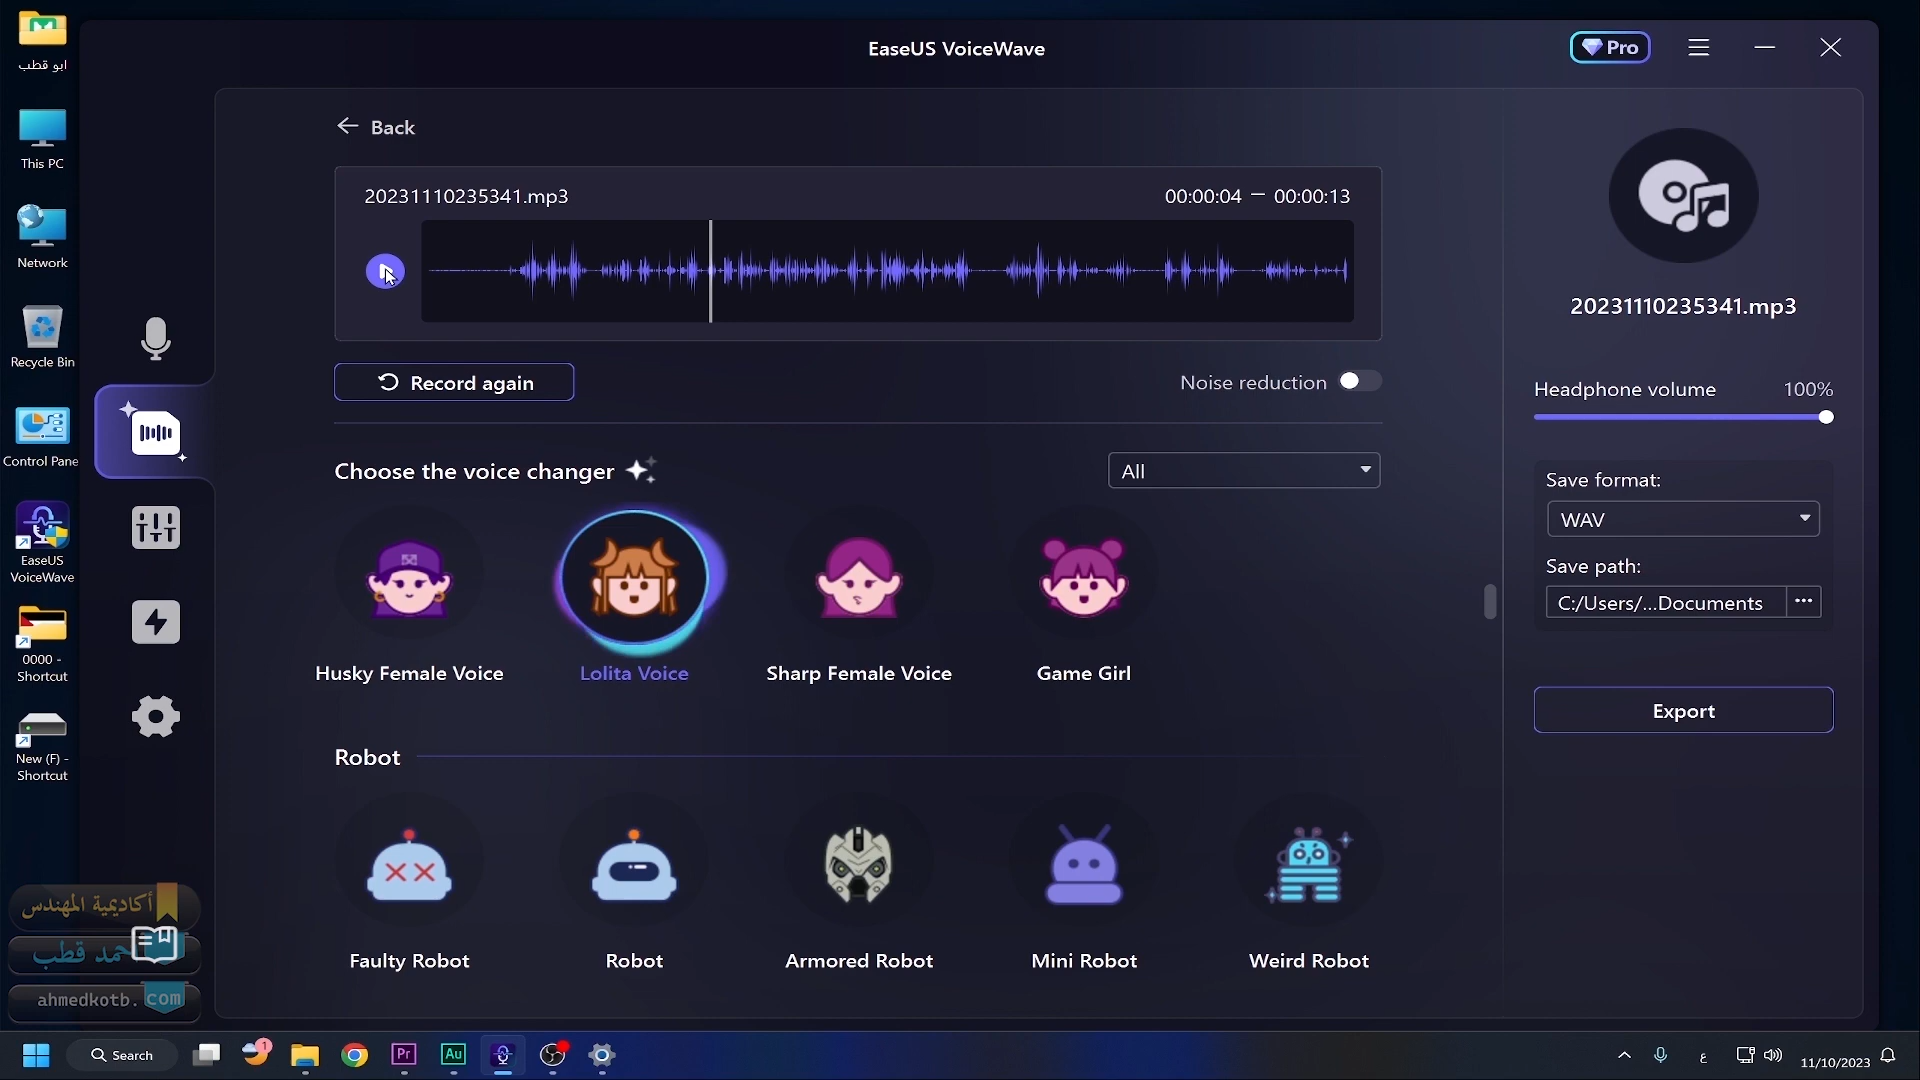 ابو قطب
This PC
Network
Recycle Bin
Control Pane
EaseUS
VoiceWave
0000 -
Shortcut
New (F) -
Shortcut
أكاديمية المهندس
أحمد قطب
ahmedkotb.com
EaseUS VoiceWave
Pro
Back
20231110235341.mp3
00:00:04 — 00:00:13
Record again
Noise reduction
Choose the voice changer
All
Husky Female Voice
Lolita Voice
Sharp Female Voice
Game Girl
Robot
Faulty Robot
Robot
Armored Robot
Mini Robot
Weird Robot
20231110235341.mp3
Headphone volume 100%
Save format:
WAV
Save path:
C:/Users/...Documents
...
Export
Search
1
Pr
Au
ع
11/10/2023